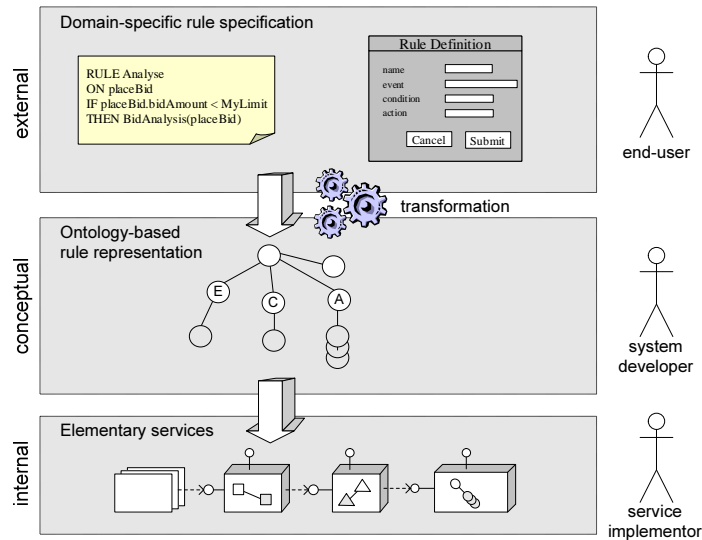 Domain-specific rule specification
external
RULE Analyse
ON placeBid
IF placeBid.bidAmount < MyLimit
THEN BidAnalysis(placeBid)
Rule Definition
name
event
condition
action
Cancel
Submit
end-user
transformation
Ontology-based
rule representation
conceptual
E
C
A
system
developer
Elementary services
internal
service
implementor